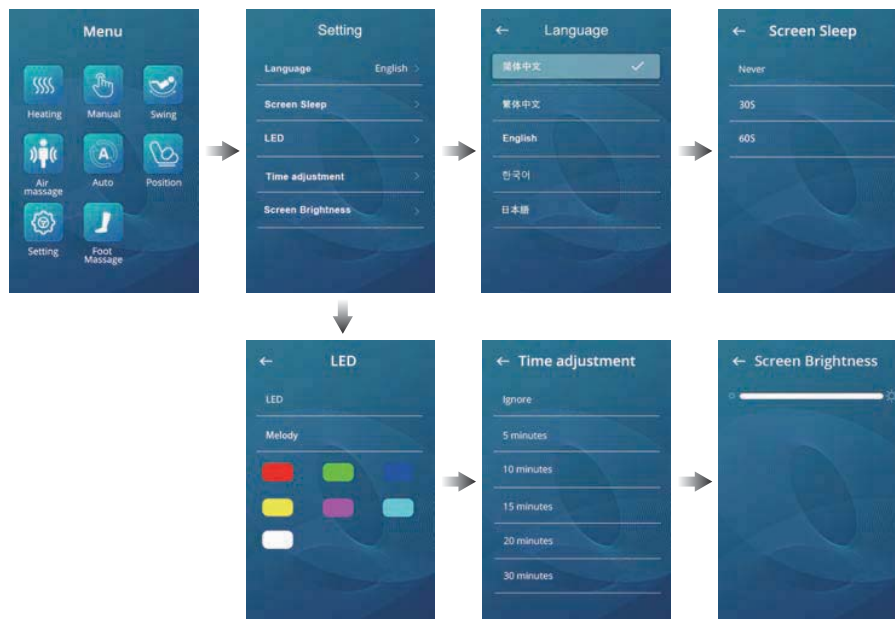 Menu
Heating
Manual
Swing
Air
massage
A
Auto
Position
Setting
Foot
Massage
Setting
Language English >
Screen Sleep >
LED >
Time adjustment >
Screen Brightness >
← Language
简体中文 ✓
繁体中文
English
한국어
日本語
← Screen Sleep
Never
30S
60S
← LED
LED
Melody
← Time adjustment
Ignore
5 minutes
10 minutes
15 minutes
20 minutes
30 minutes
← Screen Brightness